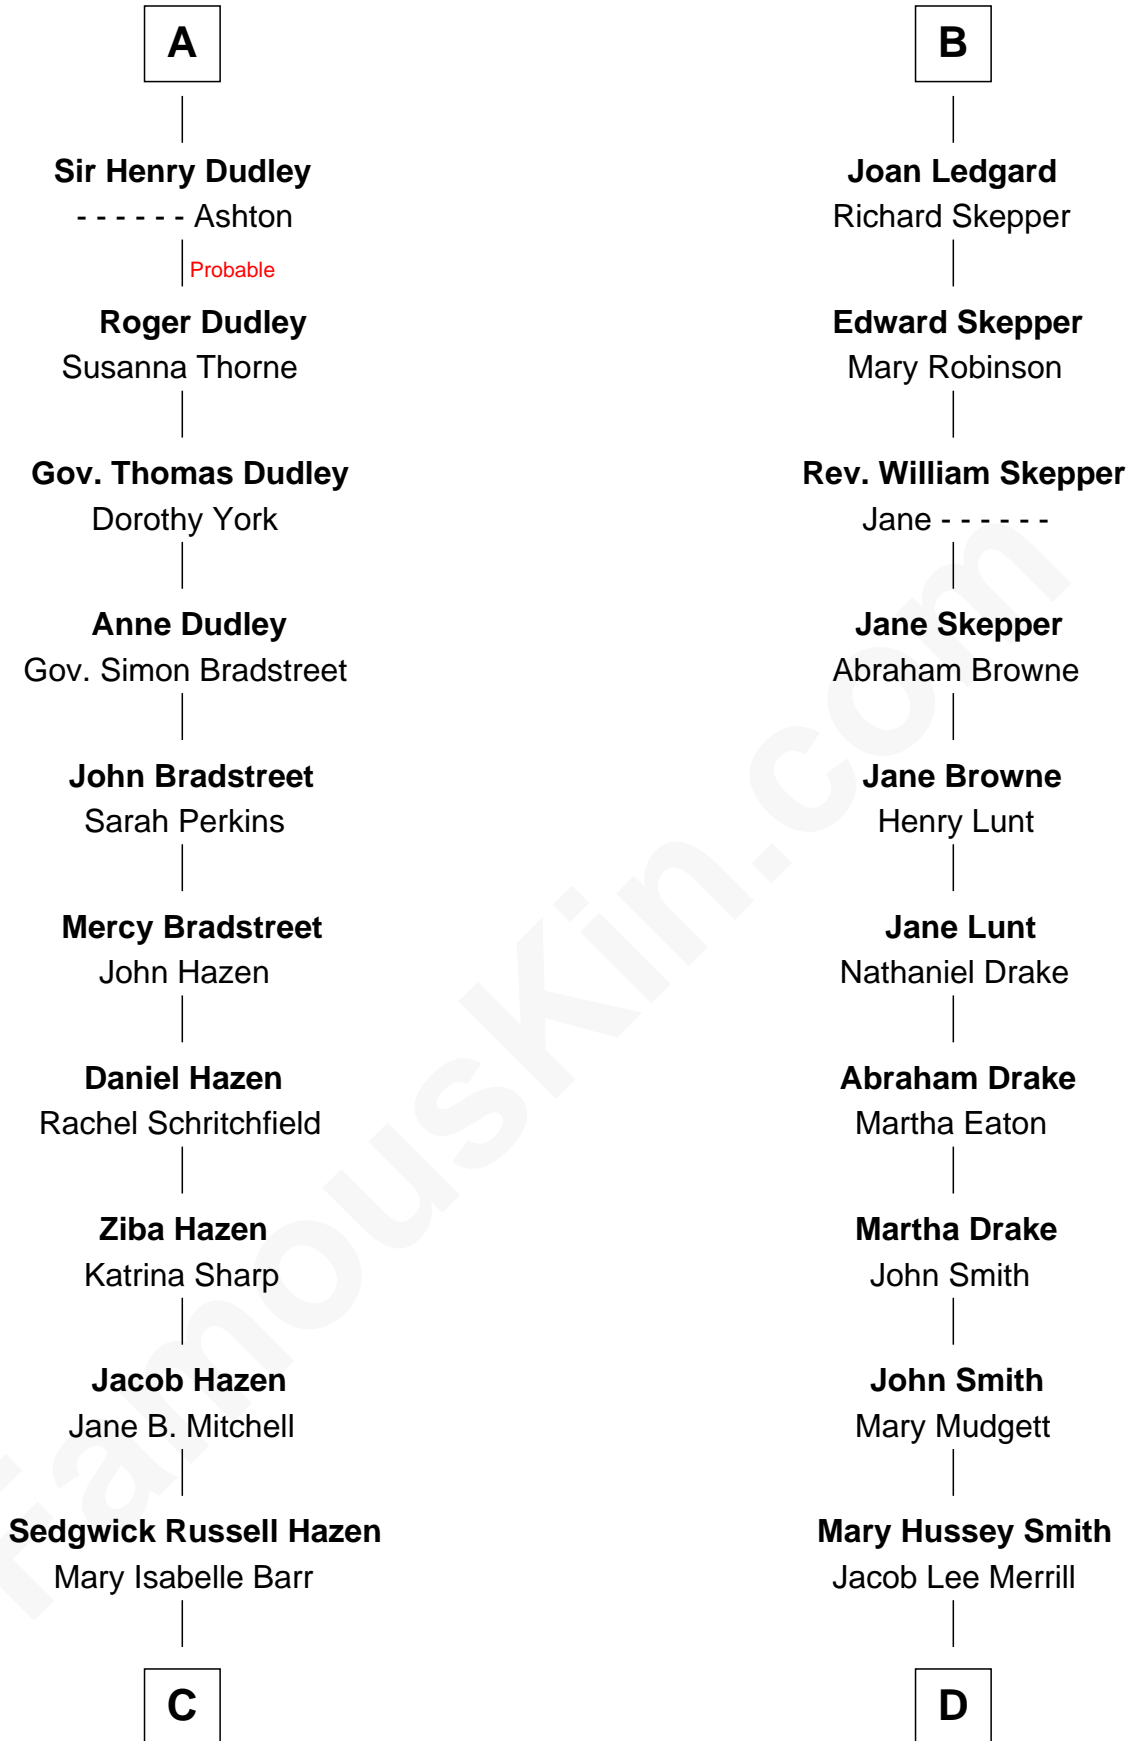 A
Sir Henry Dudley
- - - - - - Ashton
Probable
Roger Dudley
Susanna Thorne
Gov. Thomas Dudley
Dorothy York
Anne Dudley
Gov. Simon Bradstreet
John Bradstreet
Sarah Perkins
Mercy Bradstreet
John Hazen
Daniel Hazen
Rachel Schritchfield
Ziba Hazen
Katrina Sharp
Jacob Hazen
Jane B. Mitchell
Sedgwick Russell Hazen
Mary Isabelle Barr
C
B
Joan Ledgard
Richard Skepper
Edward Skepper
Mary Robinson
Rev. William Skepper
Jane - - - - - -
Jane Skepper
Abraham Browne
Jane Browne
Henry Lunt
Jane Lunt
Nathaniel Drake
Abraham Drake
Martha Eaton
Martha Drake
John Smith
John Smith
Mary Mudgett
Mary Hussey Smith
Jacob Lee Merrill
D
FamousKin.com